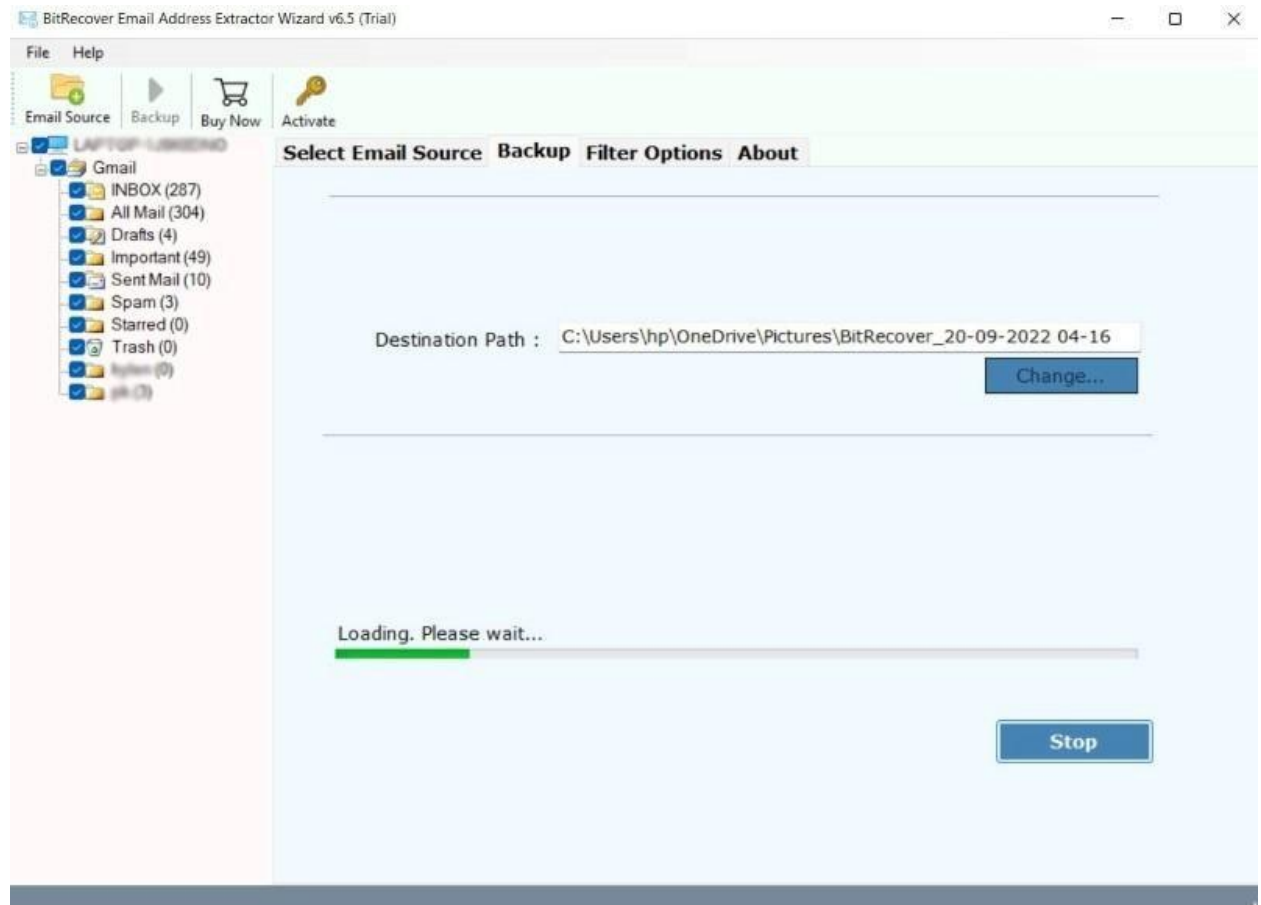 BitRecover Email Address Extractor Wizard v6.5 (Trial)
File Help
Email Source Backup Buy Now Activate
Select Email Source Backup Filter Options About
Gmail
INBOX (287)
All Mail (304)
Drafts (4)
Important (49)
Sent Mail (10)
Spam (3)
Starred (0)
Trash (0)
(0)
(3)
Destination Path : C:\Users\hp\OneDrive\Pictures\BitRecover_20-09-2022 04-16
Change...
Loading. Please wait...
Stop